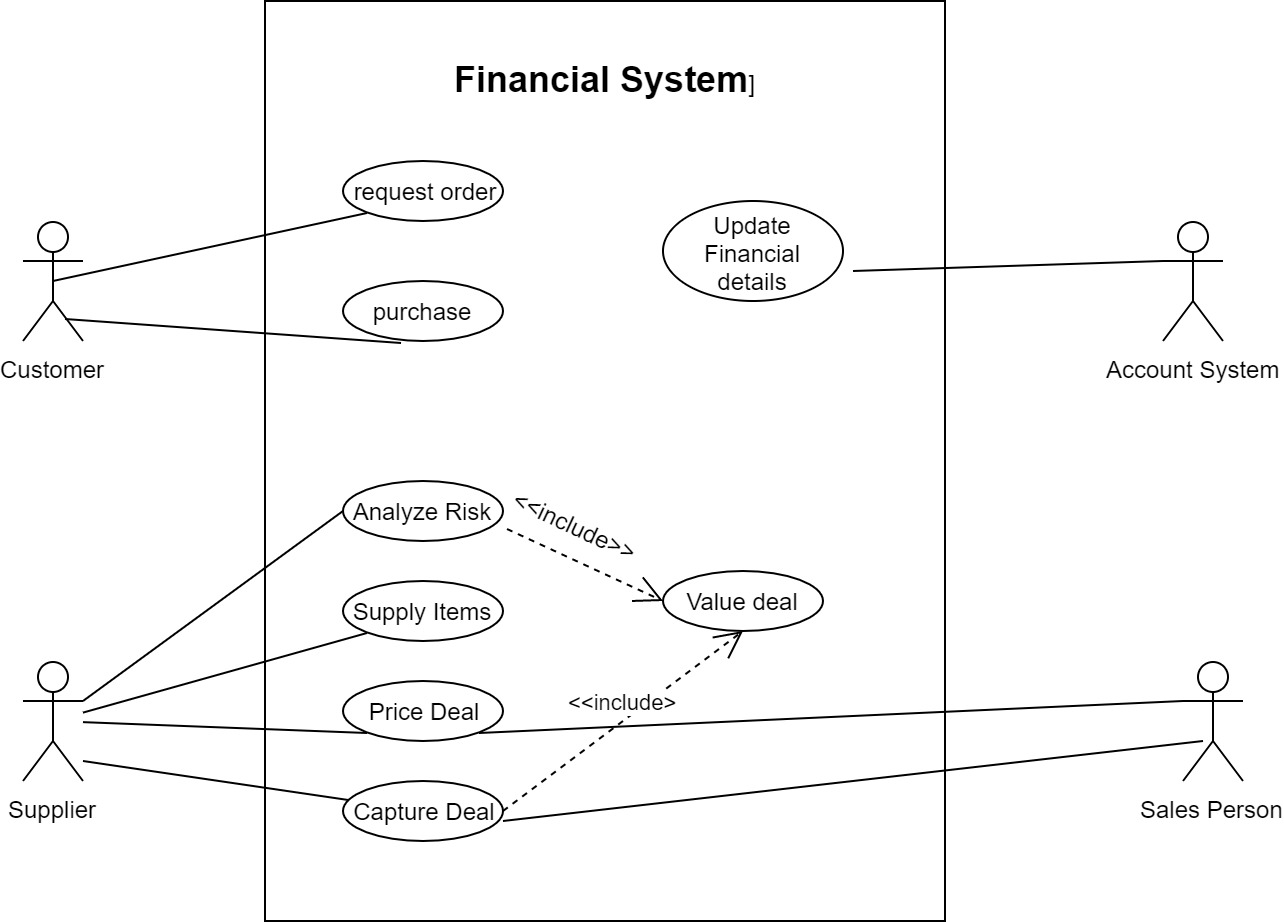 Financial System]
request order
Update
Financial
details
purchase
Customer
Account System
Analyze Risk
<<include>>
Value deal
Supply Items
<<include>
Price Deal
Capture Deal
Supplier
Sales Person